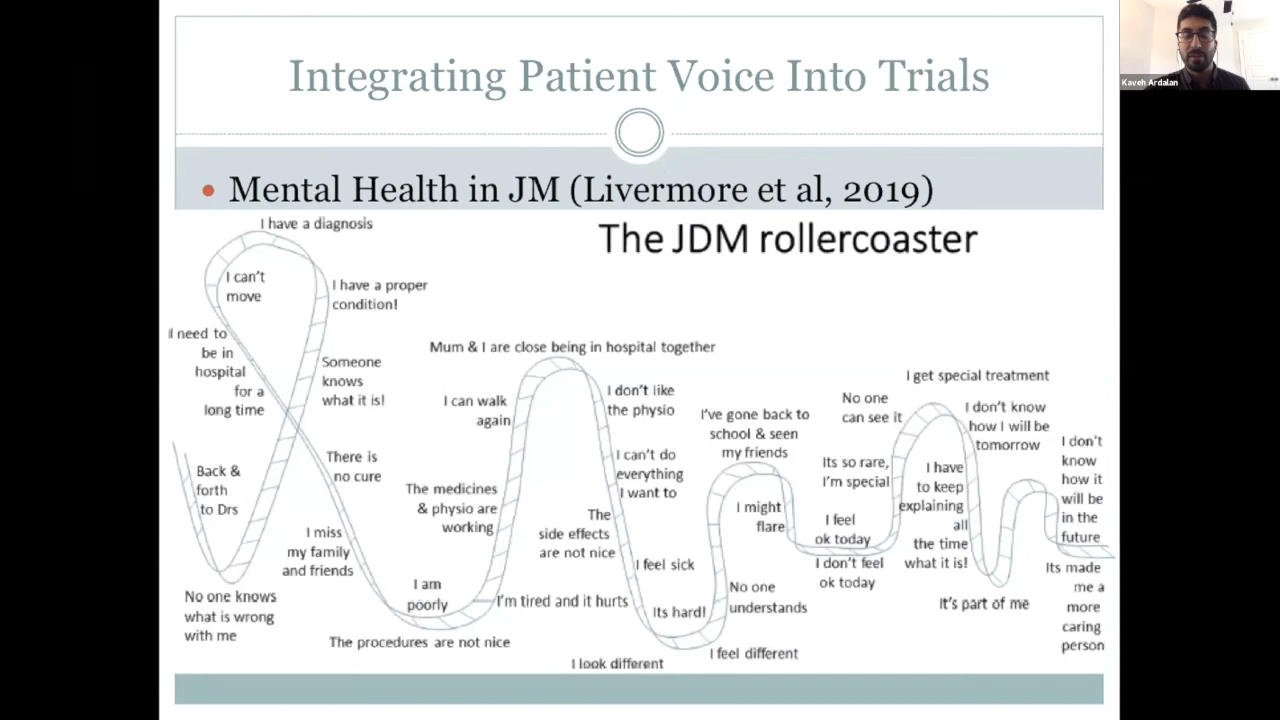 Integrating Patient Voice Into Trials
Kaveh Ardalan
• Mental Health in JM (Livermore et al, 2019)
The JDM rollercoaster
I have a diagnosis
I can't
move
I have a proper
condition!
I need to
be in
hospital
for a
long time
Someone
knows
what it is!
Back &
forth
to Drs
No one knows
what is wrong
with me
There is
no cure
I miss
my family
and friends
I am
poorly
The procedures are not nice
The medicines
& physio are
working
I can walk
again
Mum & I are close being in hospital together
I don't like
the physio
I can't do
everything
I want to
The
side effects
are not nice
I feel sick
I'm tired and it hurts
Its hard!
I look different
I feel different
No one
understands
I've gone back to
school & seen
my friends
I might
flare
I feel
ok today
I don't feel
ok today
Its so rare,
I'm special
No one
can see it
I get special treatment
I have
to keep
explaining
all
the time
what it is!
I don't know
how I will be
tomorrow
It's part of me
I don't
know
how it
will be
in the
future
Its made
me a
more
caring
person